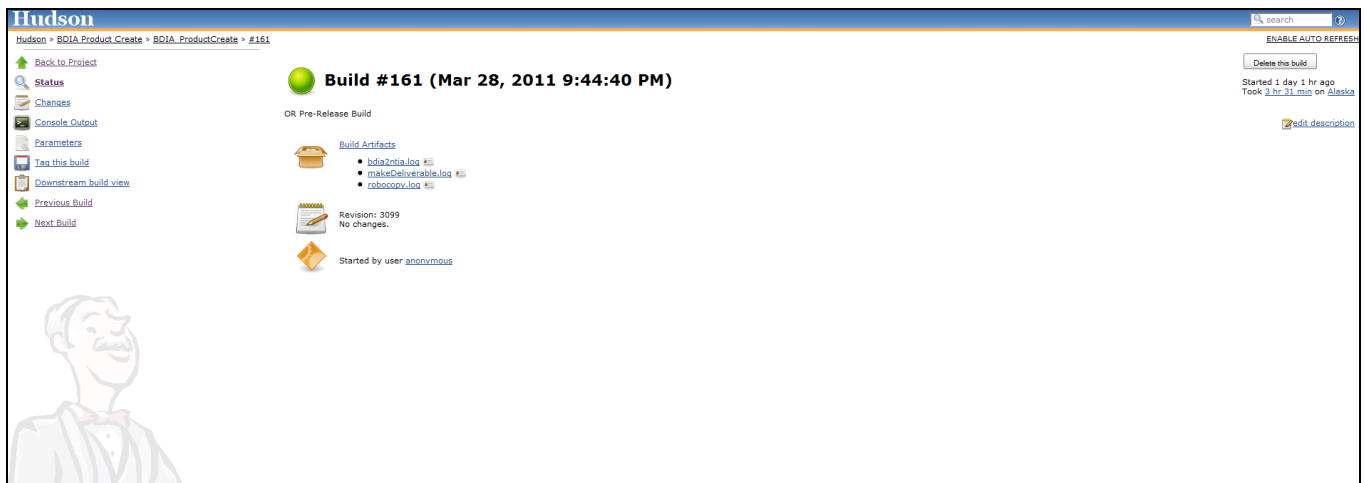 Hudson
search
Hudson » BDIA Product Create » BDIA_ProductCreate » #161
ENABLE AUTO REFRESH
Back to Project
Status
Changes
Console Output
Parameters
Tag this build
Downstream build view
Previous Build
Next Build
Build #161 (Mar 28, 2011 9:44:40 PM)
Delete this build
Started 1 day 1 hr ago
Took 3 hr 31 min on Alaska
OR Pre-Release Build
edit description
Build Artifacts
bdia2ntia.log
makeDeliverable.log
robocopy.log
Revision: 3099
No changes.
Started by user anonymous